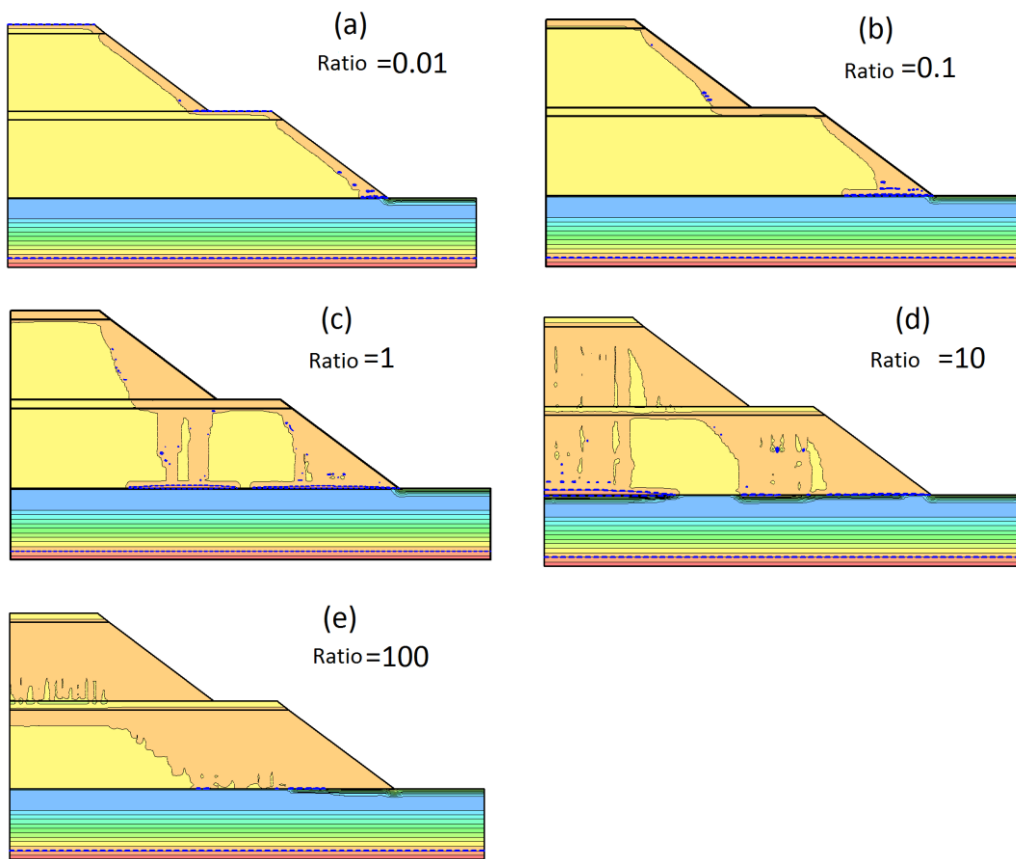 (a)
Ratio =0.01
(b)
Ratio =0.1
(c)
Ratio =1
(d)
Ratio =10
(e)
Ratio =100